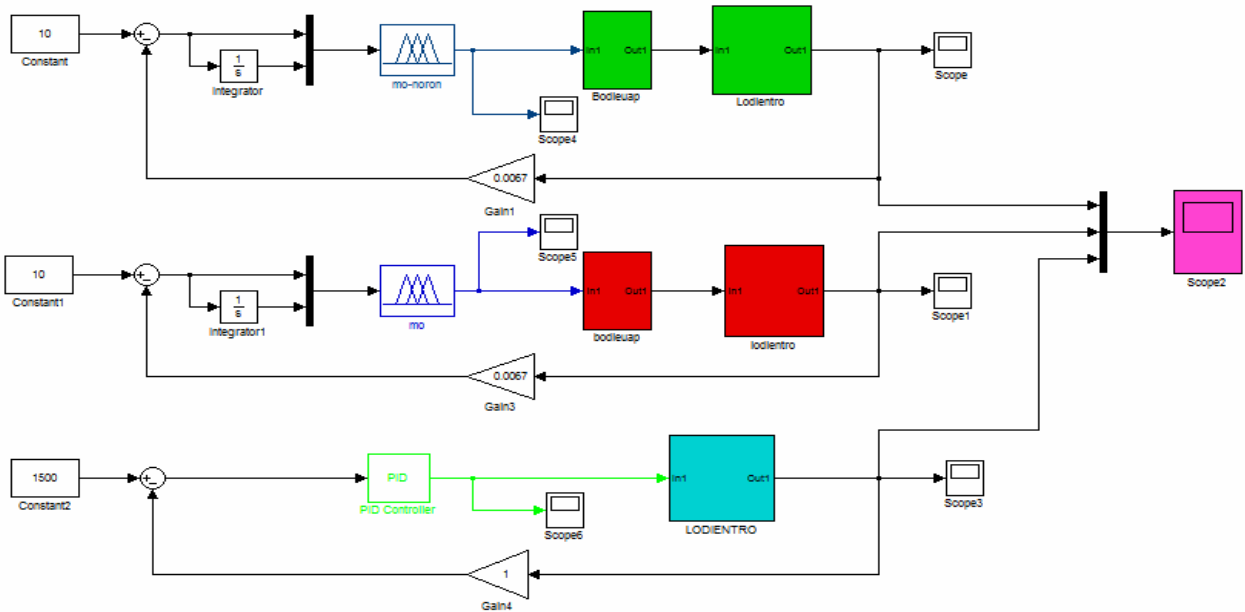 10
Constant
1
s
Integrator
mo-noron
Scope4
In1 Out1
Bodieuap
In1 Out1
Lodientro
Scope
0.0067
Gain1
10
Constant1
1
s
Integrator1
mo
Scope5
In1 Out1
bodieuap
In1 Out1
lodientro
Scope1
Scope2
0.0067
Gain3
1500
Constant2
PID
PID Controller
Scope6
In1 Out1
LODIENTRO
Scope3
1
Gain4